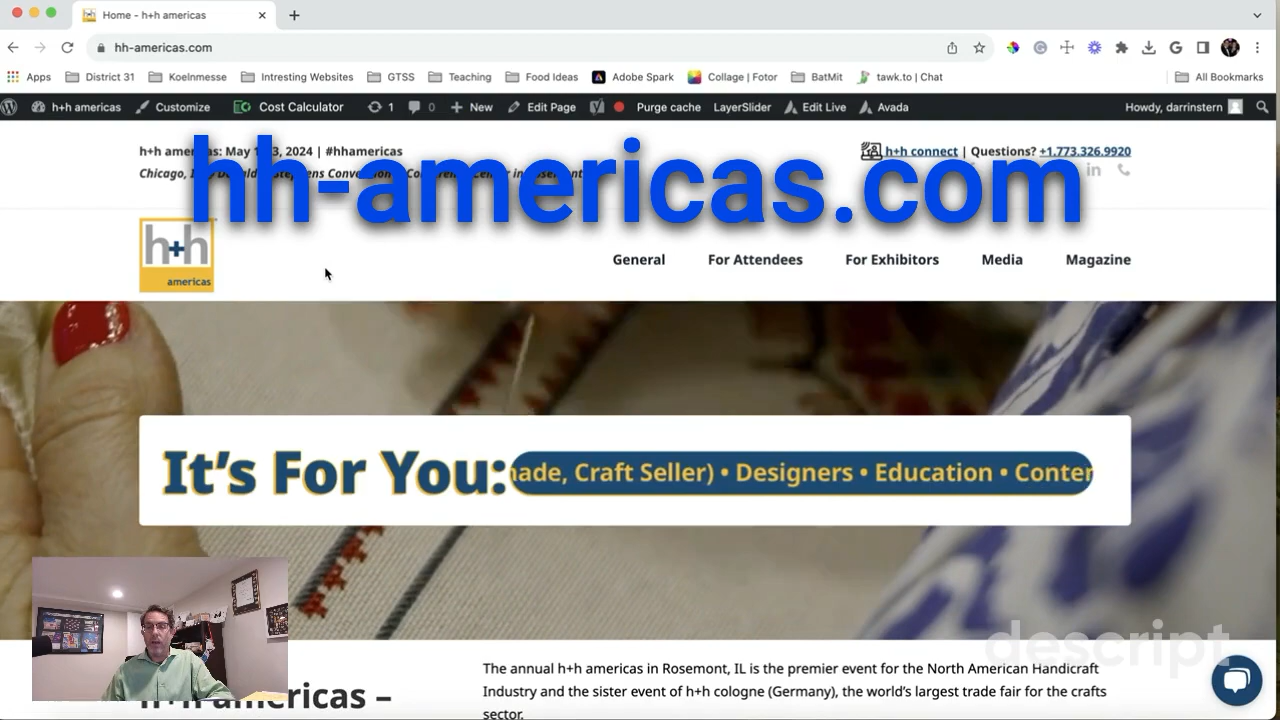 Home - h+h americas
hh-americas.com
Apps District 31 Koelnmesse Intresting Websites GTSS Teaching Food Ideas Adobe Spark Collage | Fotor BatMit tawk.to | Chat All Bookmarks
h+h americas Customize Cost Calculator 1 0 New Edit Page Purge cache LayerSlider Edit Live Avada Howdy, darrinstern
h+h 2024 | #hhamericas h+h connect | Questions? +1.773.326.9920
Chicago,
hh-americas.com
h+h
americas
General For Attendees For Exhibitors Media Magazine
It's For You: ade, Craft Seller) • Designers • Education • Conten
descript
The annual h+h americas in Rosemont, IL is the premier event for the North American Handicraft
Industry and the sister event of h+h cologne (Germany), the world's largest trade fair for the crafts
sector.
americas –